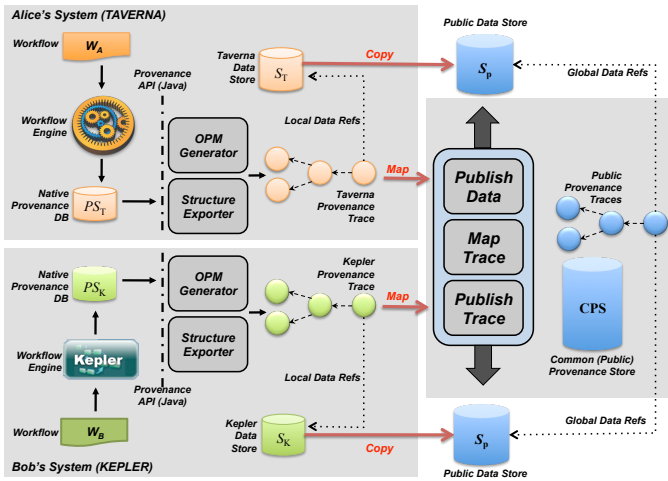 Alice's System (TAVERNA)
Workflow
W_A
Workflow
Engine
Native
Provenance
DB
PS_T
Provenance
API (Java)
OPM
Generator
Structure
Exporter
Taverna
Data
Store
S_T
Copy
Local Data Refs
Taverna
Provenance
Trace
Map
Public Data Store
S_p
Global Data Refs
Publish
Data
Map
Trace
Publish
Trace
Public
Provenance
Traces
CPS
Common (Public)
Provenance Store
Native
Provenance
DB
PS_K
OPM
Generator
Structure
Exporter
Kepler
Provenance
Trace
Map
Workflow
Engine
Kepler
Provenance
API (Java)
Local Data Refs
Workflow
W_B
Kepler
Data
Store
S_K
Copy
S_p
Public Data Store
Global Data Refs
Bob's System (KEPLER)